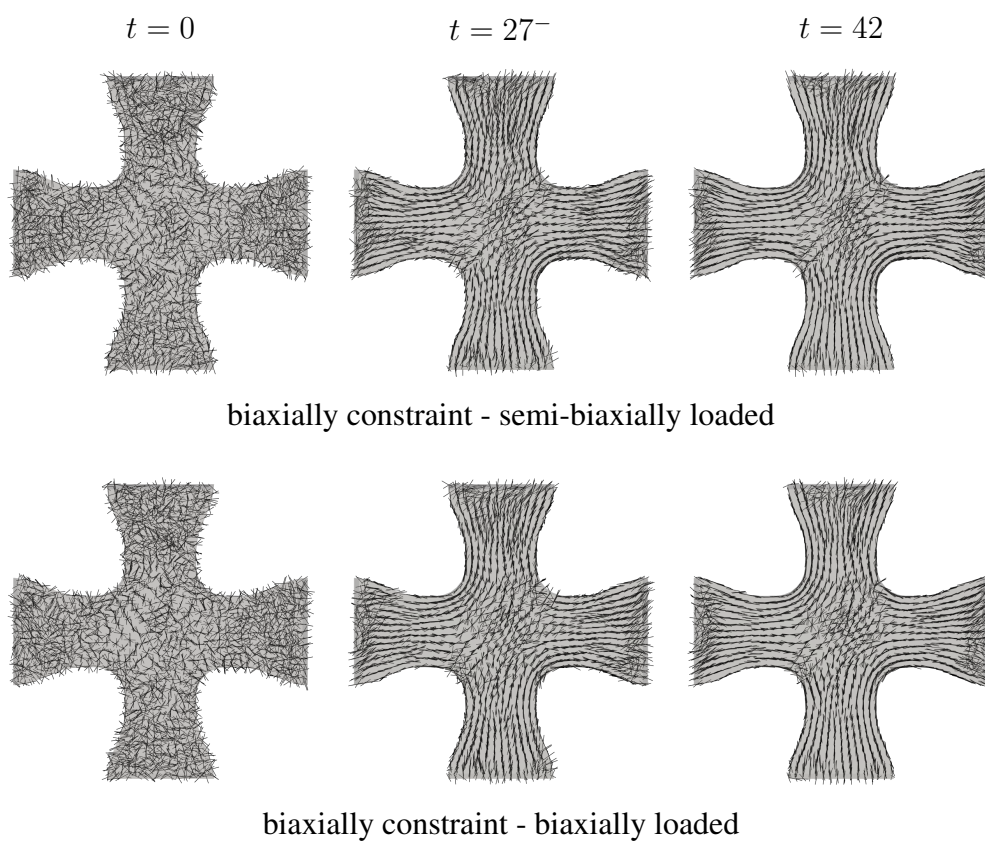 t = 0 t = 27⁻ t = 42
biaxially constraint - semi-biaxially loaded
biaxially constraint - biaxially loaded